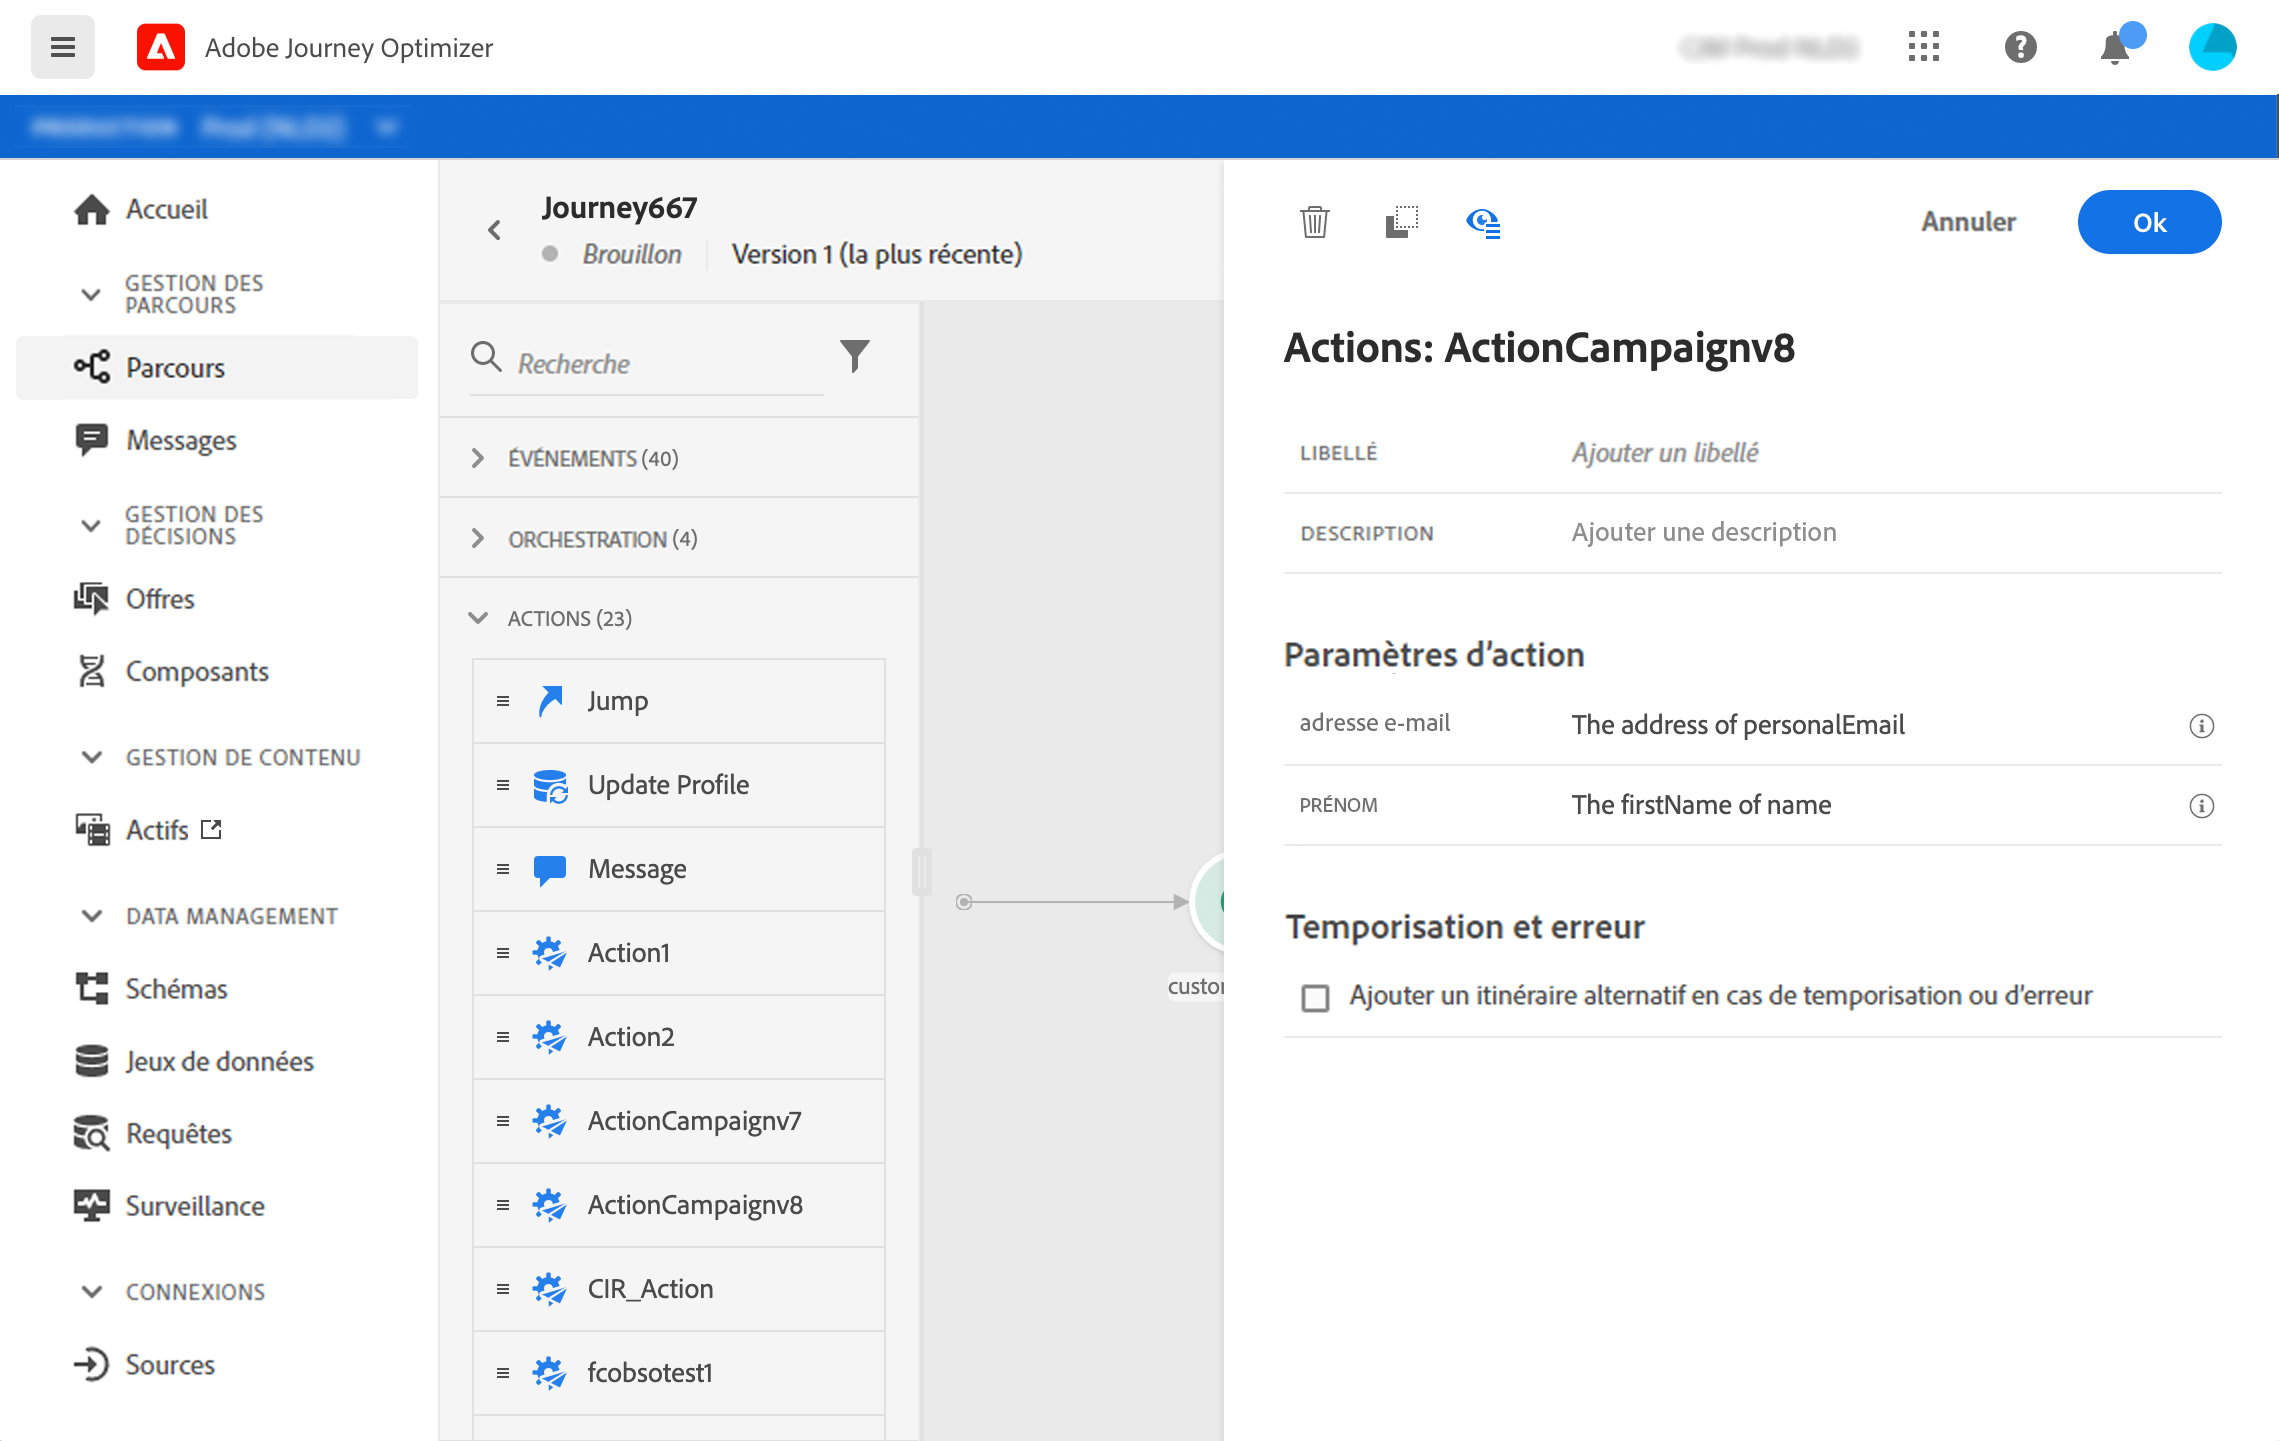 Adobe Journey Optimizer
Accueil
GESTION DES
PARCOURS
Parcours
Messages
GESTION DES
DÉCISIONS
Offres
Composants
GESTION DE CONTENU
Actifs
DATA MANAGEMENT
Schémas
Jeux de données
Requêtes
Surveillance
CONNEXIONS
Sources
Journey667
Brouillon
Version 1 (la plus récente)
Recherche
ÉVÉNEMENTS (40)
ORCHESTRATION (4)
ACTIONS (23)
Jump
Update Profile
Message
Action1
Action2
ActionCampaignv7
ActionCampaignv8
CIR_Action
fcobsotest1
custor
Annuler
Ok
Actions: ActionCampaignv8
LIBELLÉ Ajouter un libellé
DESCRIPTION Ajouter une description
Paramètres d’action
adresse e-mail The address of personalEmail
PRÉNOM The firstName of name
Temporisation et erreur
Ajouter un itinéraire alternatif en cas de temporisation ou d’erreur